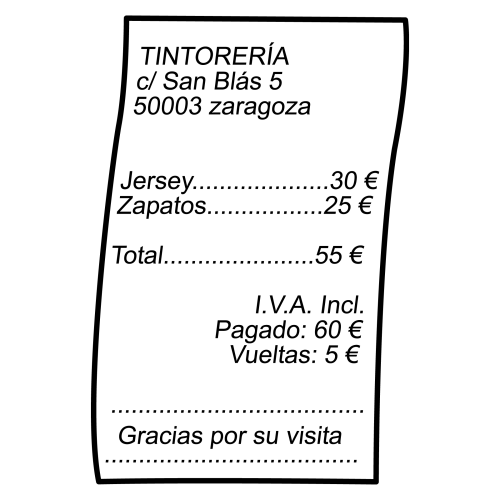 TINTORERÍA
c/ San Blás 5
50003 zaragoza
Jersey....................30 €
Zapatos.................25 €
Total......................55 €
I.V.A. Incl.
Pagado: 60 €
Vueltas: 5 €
.....................................
Gracias por su visita
.....................................